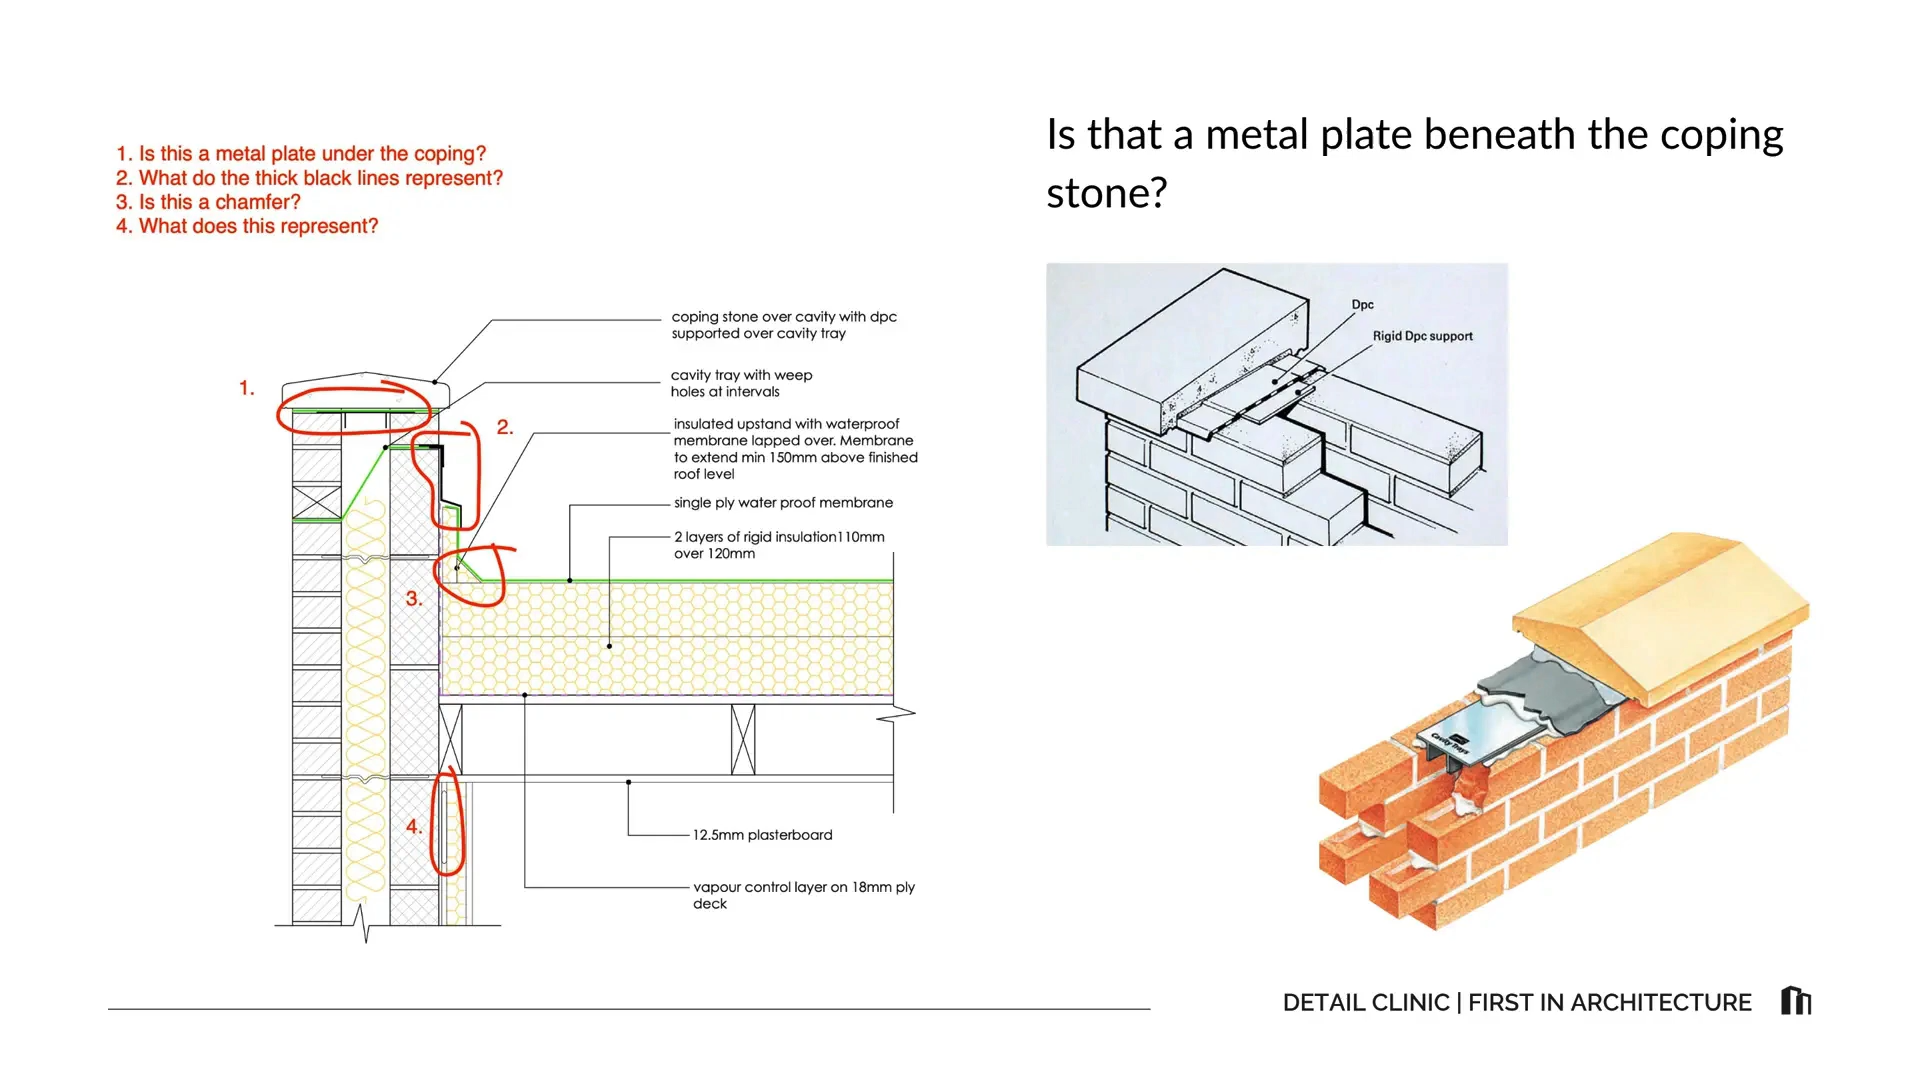 1. Is this a metal plate under the coping?
2. What do the thick black lines represent?
3. Is this a chamfer?
4. What does this represent?
Is that a metal plate beneath the coping
stone?
coping stone over cavity with dpc
supported over cavity tray
1.
cavity tray with weep
holes at intervals
2.
insulated upstand with waterproof
membrane lapped over. Membrane
to extend min 150mm above finished
roof level
single ply water proof membrane
2 layers of rigid insulation110mm
over 120mm
3.
4.
12.5mm plasterboard
vapour control layer on 18mm ply
deck
Dpc
Rigid Dpc support
Cavity Trays
DETAIL CLINIC | FIRST IN ARCHITECTURE